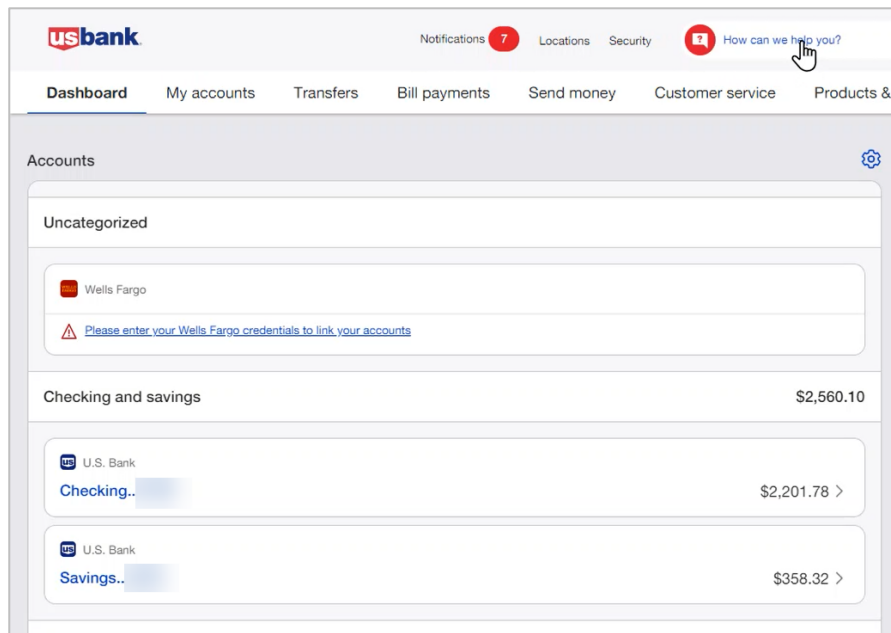 usbank
Notifications 7 Locations Security How can we help you?
Dashboard My accounts Transfers Bill payments Send money Customer service Products &
Accounts
Uncategorized
Wells Fargo
Please enter your Wells Fargo credentials to link your accounts
Checking and savings $2,560.10
us U.S. Bank
Checking.. $2,201.78
us U.S. Bank
Savings.. $358.32